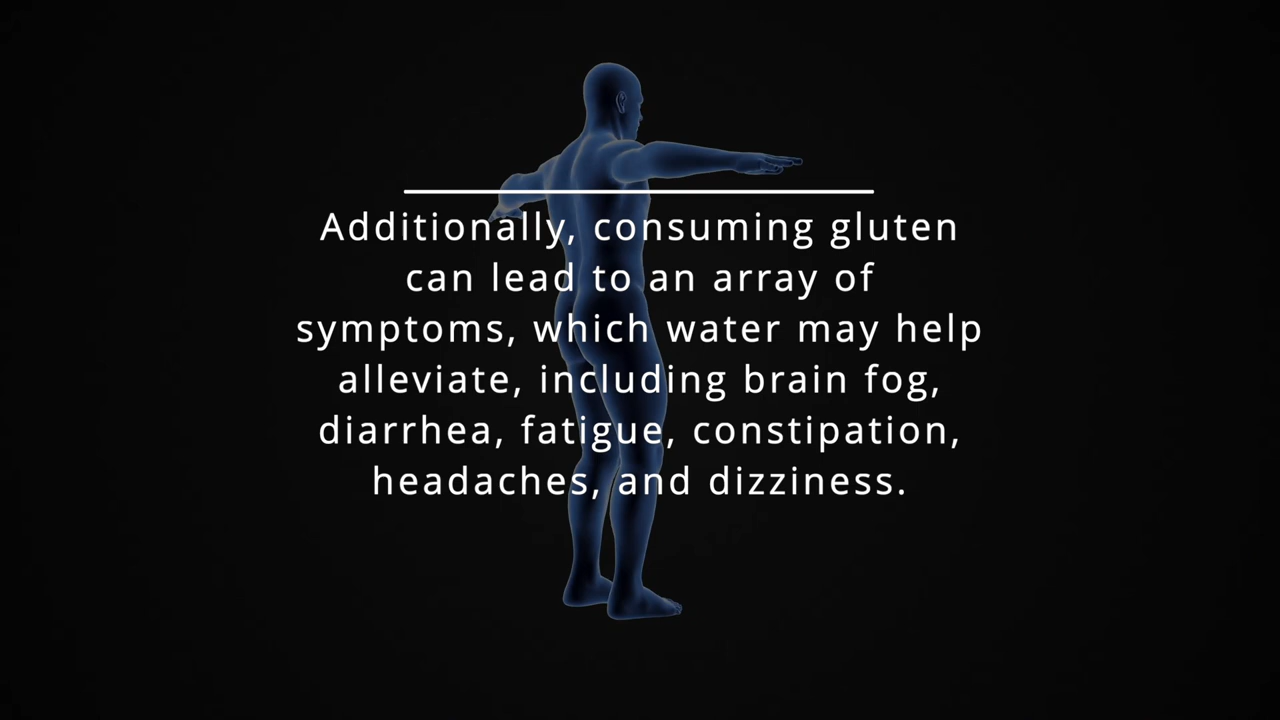 Additionally, consuming gluten
can lead to an array of
symptoms, which water may help
alleviate, including brain fog,
diarrhea, fatigue, constipation,
headaches, and dizziness.